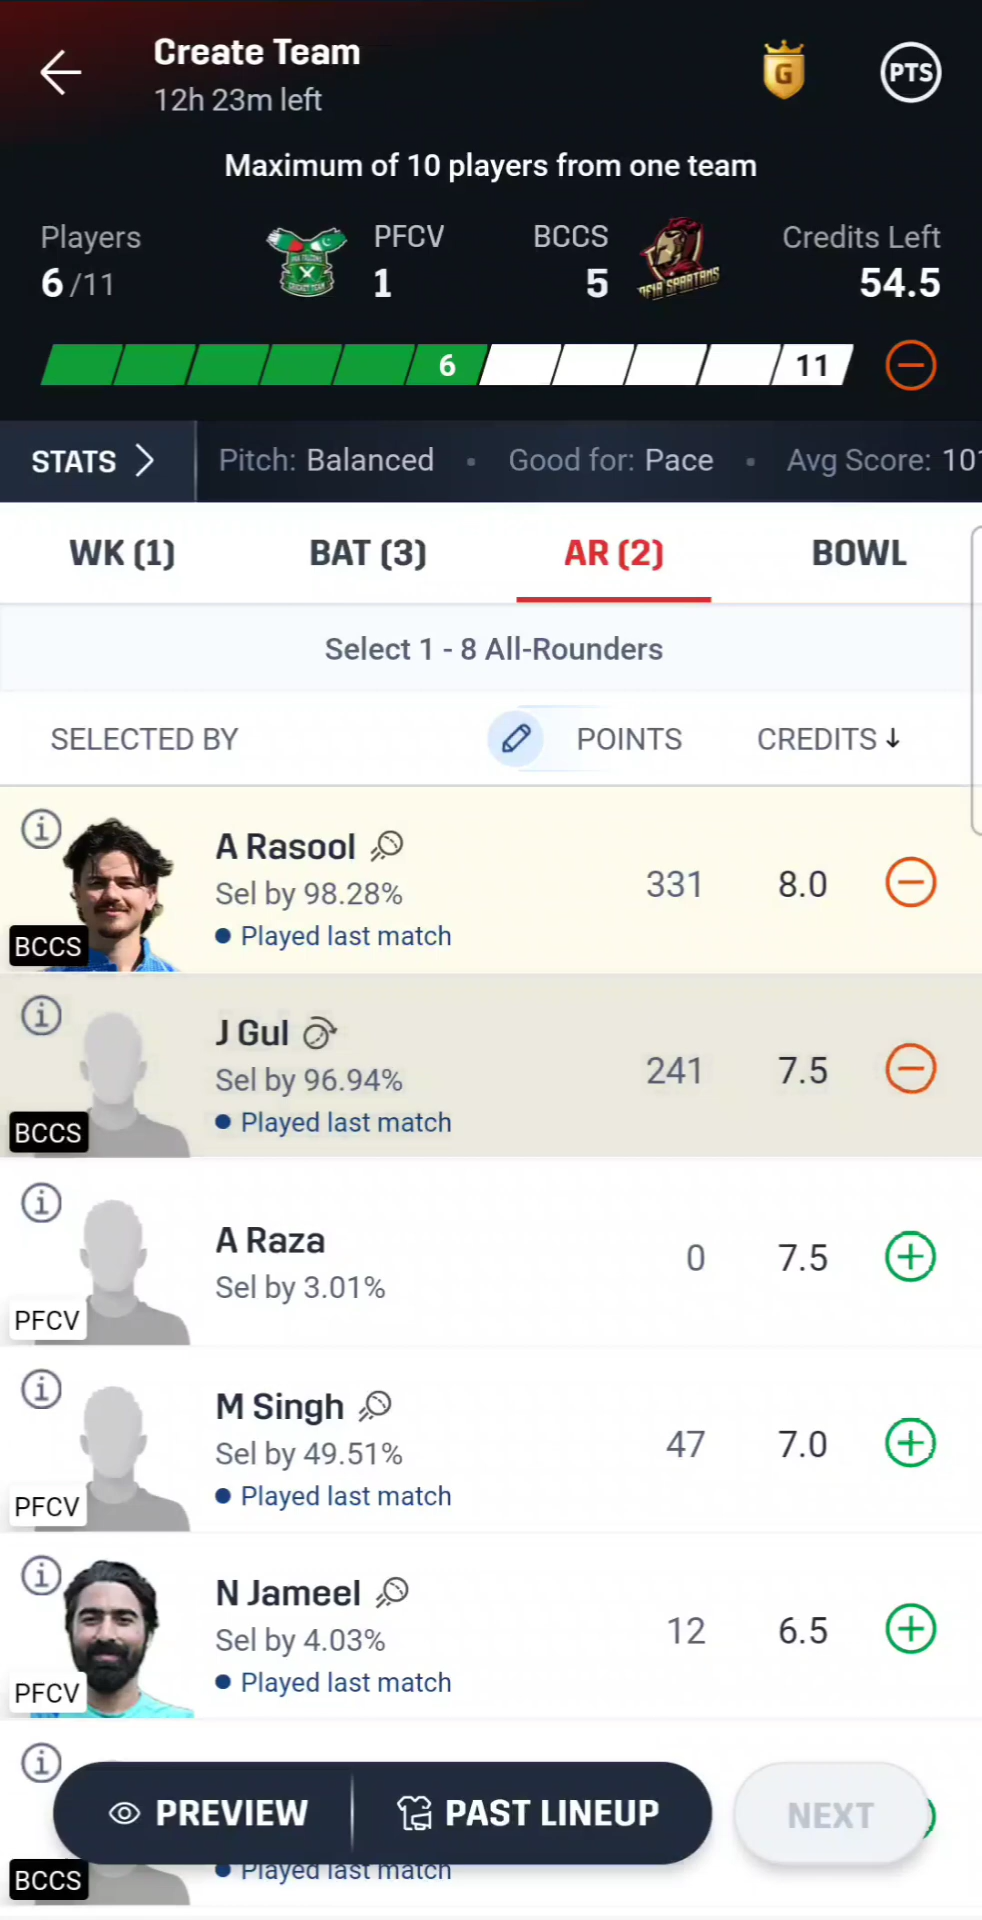 Create Team
12h 23m left
G
PTS
Maximum of 10 players from one team
Players
6 /11
PFCV
1
BCCS
5
Credits Left
54.5
6
11
STATS
Pitch: Balanced • Good for: Pace • Avg Score: 101
WK (1)
BAT (3)
AR (2)
BOWL
Select 1 - 8 All-Rounders
SELECTED BY
POINTS
CREDITS ↓
A Rasool
Sel by 98.28%
Played last match
BCCS
331
8.0
J Gul
Sel by 96.94%
Played last match
BCCS
241
7.5
A Raza
Sel by 3.01%
PFCV
0
7.5
M Singh
Sel by 49.51%
Played last match
PFCV
47
7.0
N Jameel
Sel by 4.03%
Played last match
PFCV
12
6.5
PREVIEW
PAST LINEUP
NEXT
Played last match
BCCS